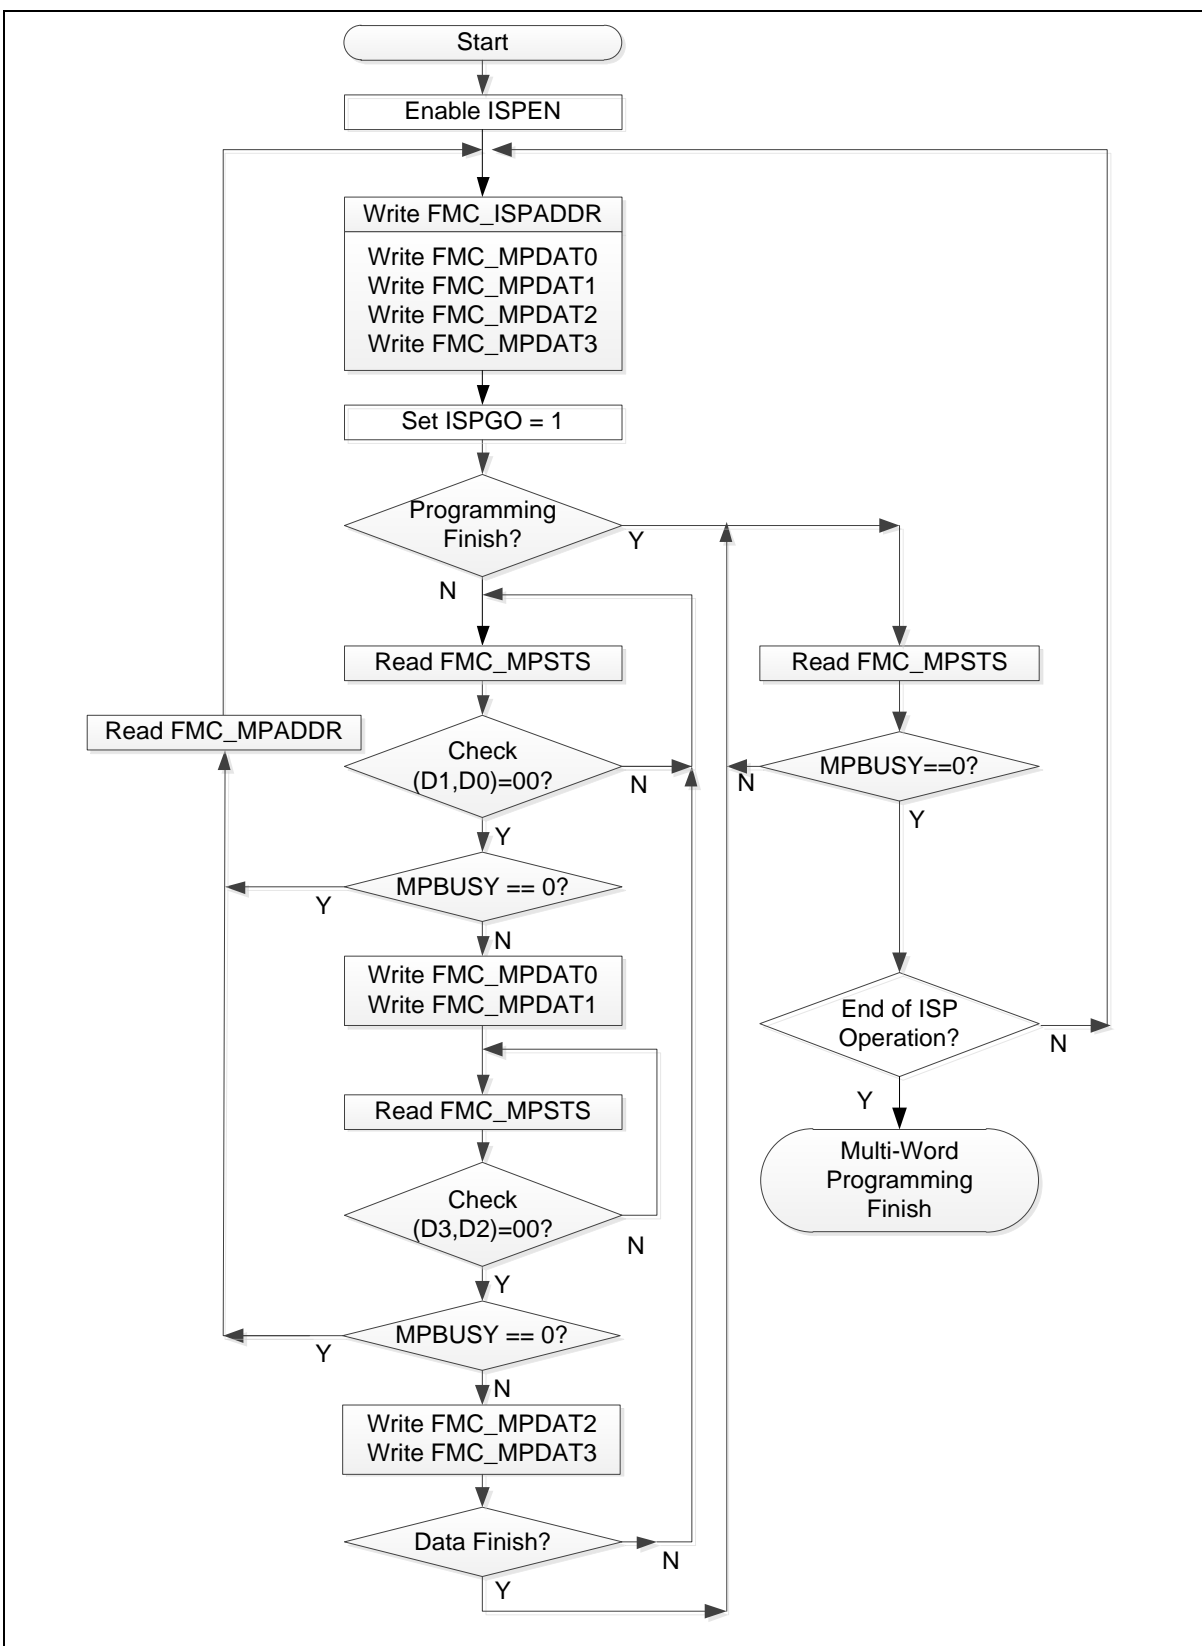 Start
Enable ISPEN
Write FMC_ISPADDR
Write FMC_MPDAT0
Write FMC_MPDAT1
Write FMC_MPDAT2
Write FMC_MPDAT3
Set ISPGO = 1
Programming
Finish?
Y
N
Read FMC_MPSTS
Read FMC_MPSTS
Read FMC_MPADDR
Check
(D1,D0)=00?
N
Y
MPBUSY==0?
N
Y
MPBUSY == 0?
Y
N
Write FMC_MPDAT0
Write FMC_MPDAT1
End of ISP
Operation?
N
Y
Read FMC_MPSTS
Multi-Word
Programming
Finish
Check
(D3,D2)=00?
N
Y
MPBUSY == 0?
Y
N
Write FMC_MPDAT2
Write FMC_MPDAT3
Data Finish?
N
Y